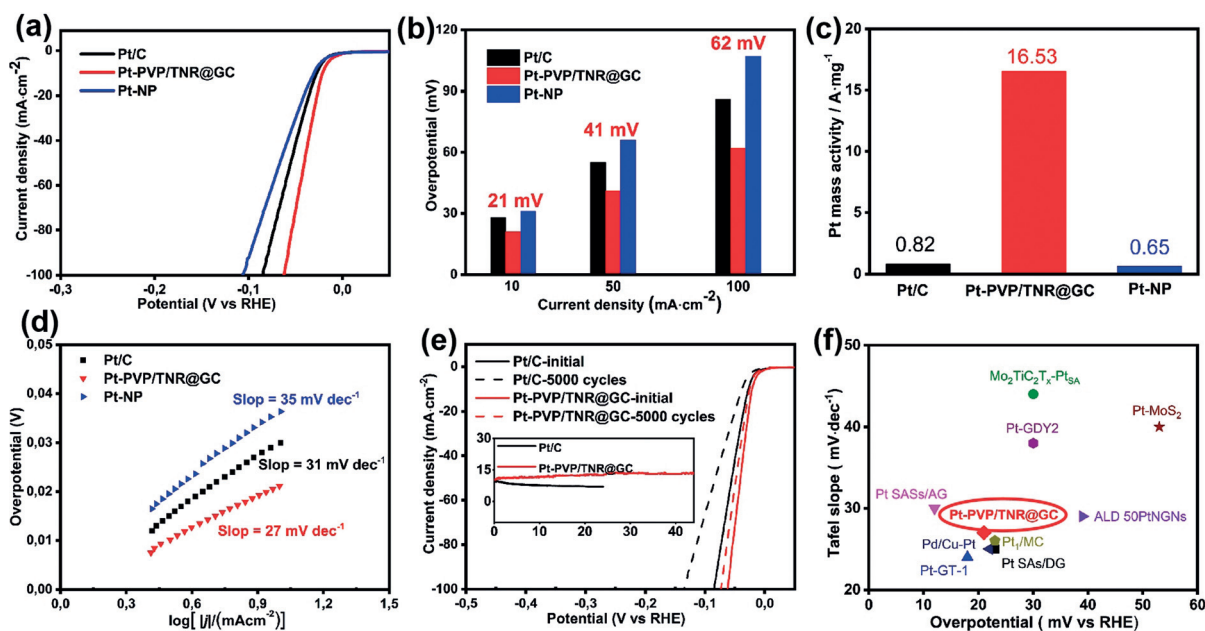 (a)
Pt/C
Pt-PVP/TNR@GC
Pt-NP
Current density (mA·cm⁻²)
0
-20
-40
-60
-80
-100
-0,3
-0,2
-0,1
0,0
Potential (V vs RHE)
(b)
Pt/C
Pt-PVP/TNR@GC
Pt-NP
Overpotential (mV)
120
90
60
30
0
21 mV
41 mV
62 mV
10
50
100
Current density (mA·cm⁻²)
(c)
Pt mass activity / A·mg⁻¹
20
15
10
5
0
0.82
16.53
0.65
Pt/C
Pt-PVP/TNR@GC
Pt-NP
(d)
Pt/C
Pt-PVP/TNR@GC
Pt-NP
Overpotential (V)
0,05
0,04
0,03
0,02
0,01
0,00
Slop = 35 mV dec⁻¹
Slop = 31 mV dec⁻¹
Slop = 27 mV dec⁻¹
0,0
0,3
0,6
0,9
1,2
1,5
log[ |j|/(mAcm⁻²)
(e)
Pt/C-initial
Pt/C-5000 cycles
Pt-PVP/TNR@GC-initial
Pt-PVP/TNR@GC-5000 cycles
Current density (mA·cm⁻²)
0
-20
-40
-60
-80
-100
30
15
0
Pt/C
Pt-PVP/TNR@GC
0
10
20
30
40
-0,5
-0,4
-0,3
-0,2
-0,1
0,0
Potential (V vs RHE)
(f)
Tafel slope ( mV·dec⁻¹)
50
40
30
20
Mo₂TiC₂Tₓ-Pt_SA
Pt-MoS₂
Pt-GDY2
Pt SASs/AG
Pt-PVP/TNR@GC
ALD 50PtNGNs
Pd/Cu-Pt
Pt₁/MC
Pt-GT-1
Pt SAs/DG
0
10
20
30
40
50
60
Overpotential ( mV vs RHE)